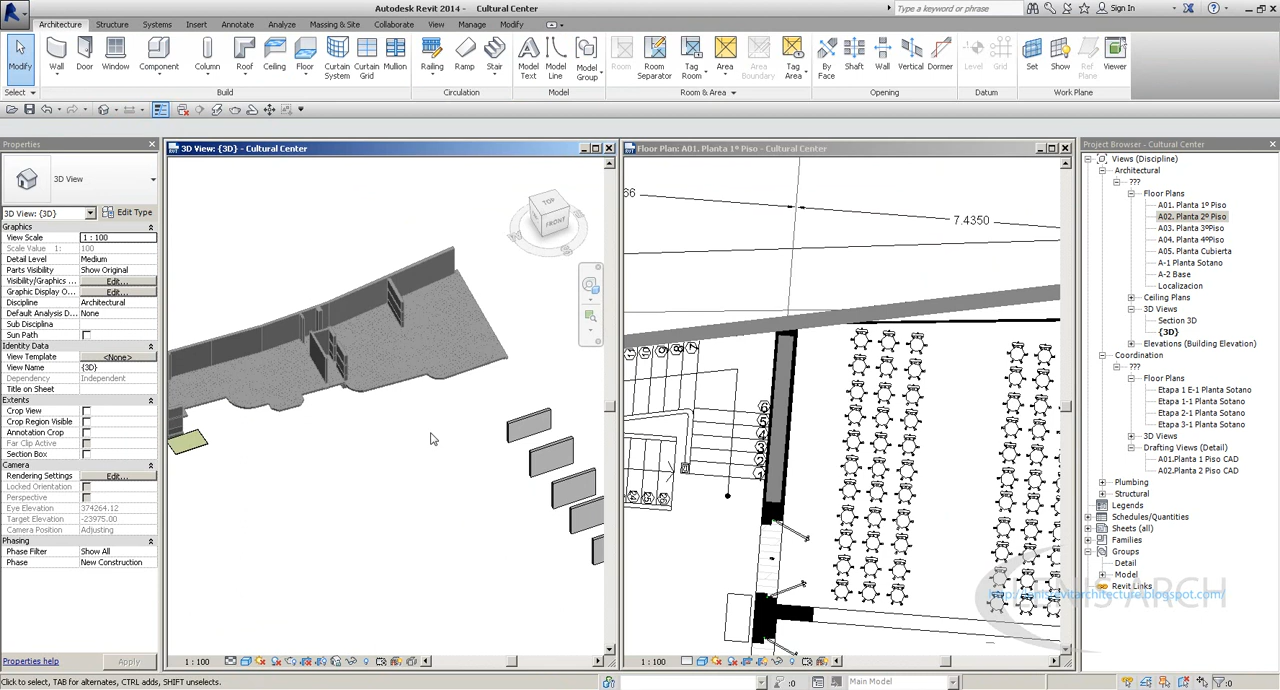 Autodesk Revit 2014 - Cultural Center
Type a keyword or phrase
Sign In
Architecture Structure Systems Insert Annotate Analyze Massing & Site Collaborate View Manage Modify
Modify Wall Door Window Component Column Roof Ceiling Floor Curtain System Curtain Grid Mullion Railing Ramp Stair Model Text Model Line Model Group Room Room Separator Tag Room Area Area Boundary Tag Area By Face Shaft Wall Vertical Dormer Level Grid Set Show Ref Plane Viewer
Select Build Circulation Model Room & Area Opening Datum Work Plane
Properties
3D View
3D View: {3D} Edit Type
Graphics
View Scale 1 : 100
Scale Value 1: 100
Detail Level Medium
Parts Visibility Show Original
Visibility/Graphics ... Edit...
Graphic Display O... Edit...
Discipline Architectural
Default Analysis D... None
Sub Disciplina
Sun Path
Identity Data
View Template <None>
View Name {3D}
Dependency Independent
Title on Sheet
Extents
Crop View
Crop Region Visible
Annotation Crop
Far Clip Active
Section Box
Camera
Rendering Settings Edit...
Locked Orientation
Perspective
Eye Elevation 374264.12
Target Elevation -23975.00
Camera Position Adjusting
Phasing
Phase Filter Show All
Phase New Construction
Properties help Apply
3D View: {3D} - Cultural Center
TOP
FRONT
1 : 100
Floor Plan: A01. Planta 1º Piso - Cultural Center
66
7.4350
1 : 100
Project Browser - Cultural Center
Views (Discipline)
Architectural
???
Floor Plans
A01. Planta 1º Piso
A02. Planta 2º Piso
A03. Planta 3ºPiso
A04. Planta 4ºPiso
A05. Planta Cubierta
A-1 Planta Sotano
A-2 Base
Localizacion
Ceiling Plans
3D Views
Section 3D
{3D}
Elevations (Building Elevation)
Coordination
???
Floor Plans
Etapa 1 E-1 Planta Sotano
Etapa 1-1 Planta Sotano
Etapa 2-1 Planta Sotano
Etapa 3-1 Planta Sotano
3D Views
Drafting Views (Detail)
A01.Planta 1 Piso CAD
A02.Planta 2 Piso CAD
Plumbing
Structural
Legends
Schedules/Quantities
Sheets (all)
Families
Groups
Detail
Model
Revit Links
Click to select, TAB for alternates, CTRL adds, SHIFT unselects.
:0
Main Model
:0